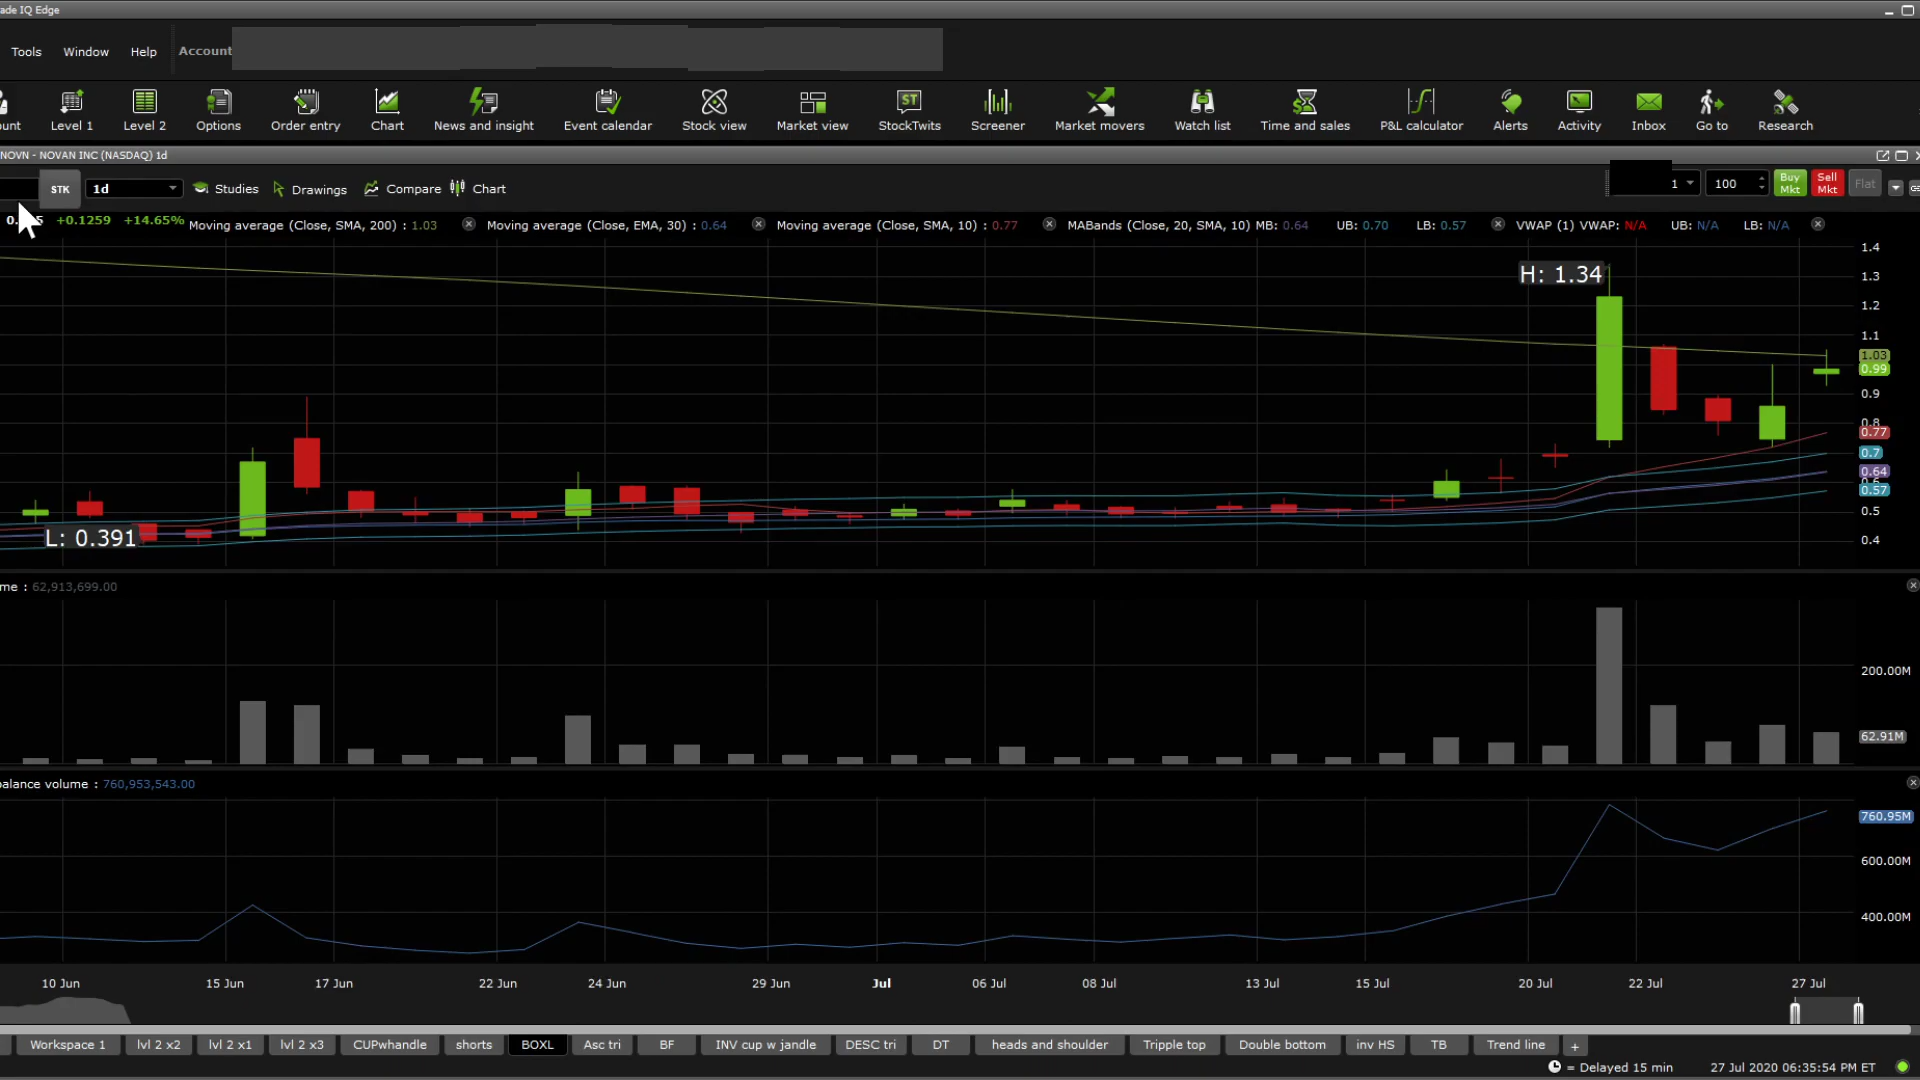 ade IQ Edge
Tools Window Help Account
unt Level 1 Level 2 Options Order entry Chart News and insight Event calendar Stock view Market view StockTwits Screener Market movers Watch list Time and sales P&L calculator Alerts Activity Inbox Go to Research
ST
NOVN - NOVAN INC (NASDAQ) 1d
STK 1d Studies Drawings Compare Chart 1 100 Buy Mkt Sell Mkt Flat
+0.1259 +14.65% Moving average (Close, SMA, 200) : 1.03 Moving average (Close, EMA, 30) : 0.64 Moving average (Close, SMA, 10) : 0.77 MABands (Close, 20, SMA, 10) MB: 0.64 UB: 0.70 LB: 0.57 VWAP (1) VWAP: N/A UB: N/A LB: N/A
1.4
H: 1.34 1.3
1.2
1.1
1.03
0.99
0.9
0.8
0.77
0.7
0.64
0.6
0.57
0.5
L: 0.391 0.4
me : 62,913,699.00
200.00M
62.91M
balance volume : 760,953,543.00
760.95M
600.00M
400.00M
10 Jun 15 Jun 17 Jun 22 Jun 24 Jun 29 Jun Jul 06 Jul 08 Jul 13 Jul 15 Jul 20 Jul 22 Jul 27 Jul
Workspace 1 lvl 2 x2 lvl 2 x1 lvl 2 x3 CUPwhandle shorts BOXL Asc tri BF INV cup w jandle DESC tri DT heads and shoulder Tripple top Double bottom inv HS TB Trend line +
= Delayed 15 min 27 Jul 2020 06:35:54 PM ET